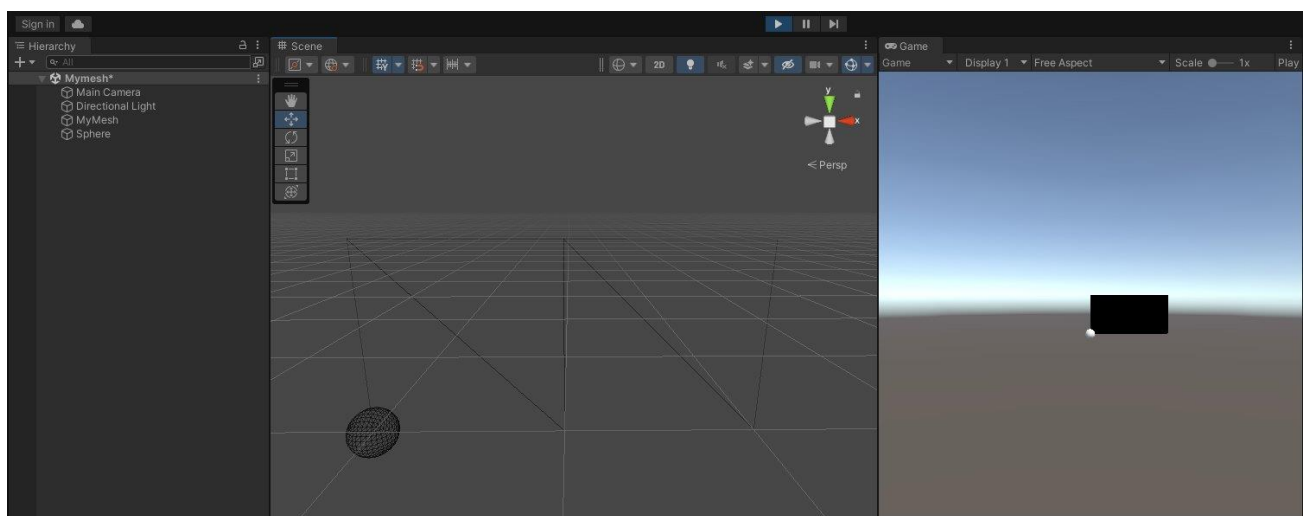 Sign in
Hierarchy
All
Mymesh*
Main Camera
Directional Light
MyMesh
Sphere
# Scene
2D
y
x
< Persp
Game
Game Display 1 Free Aspect Scale 1x Play